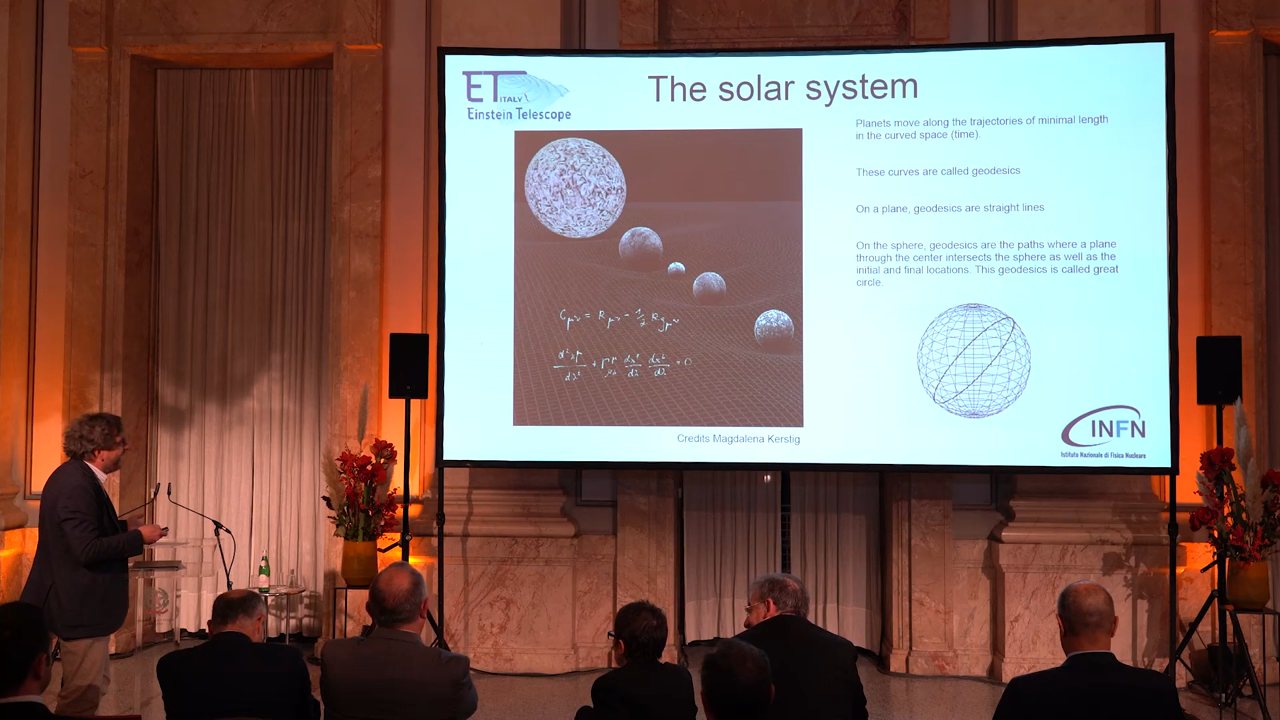 ET
ITALY
Einstein Telescope
The solar system
Planets move along the trajectories of minimal length
in the curved space (time).
These curves are called geodesics
On a plane, geodesics are straight lines
On the sphere, geodesics are the paths where a plane
through the center intersects the sphere as well as the
initial and final locations. This geodesics is called great
circle.
Credits Magdalena Kerstig
INFN
Istituto Nazionale di Fisica Nucleare